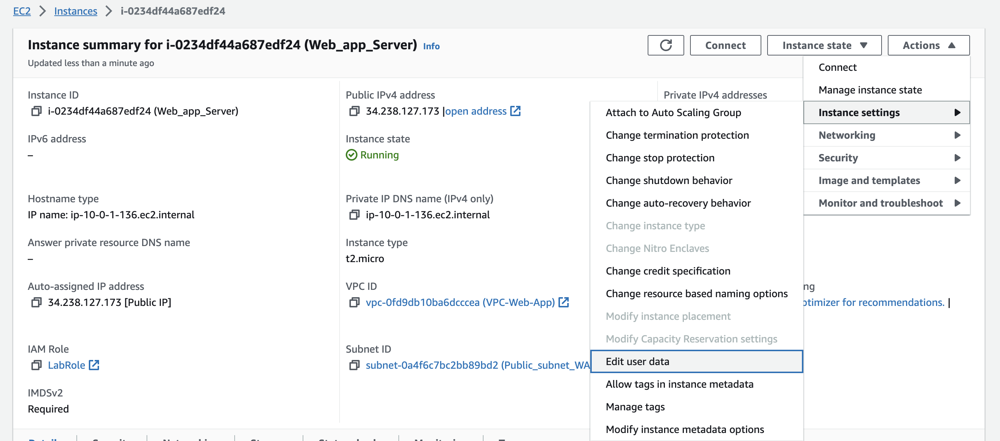 EC2 > Instances > i-0234df44a687edf24
Instance summary for i-0234df44a687edf24 (Web_app_Server) Info
Updated less than a minute ago
Connect
Instance state
Actions
Instance ID
i-0234df44a687edf24 (Web_app_Server)
IPv6 address
–
Hostname type
IP name: ip-10-0-1-136.ec2.internal
Answer private resource DNS name
–
Auto-assigned IP address
34.238.127.173 [Public IP]
IAM Role
LabRole
IMDSv2
Required
Public IPv4 address
34.238.127.173 |open address
Instance state
Running
Private IP DNS name (IPv4 only)
ip-10-0-1-136.ec2.internal
Instance type
t2.micro
VPC ID
vpc-0fd9db10ba6dcccea (VPC-Web-App)
Subnet ID
subnet-0a4f6c7bc2bb89bd2 (Public_subnet_WA
Private IPv4 addresses
ng
ptimizer for recommendations. |
Connect
Manage instance state
Instance settings
Networking
Security
Image and templates
Monitor and troubleshoot
Attach to Auto Scaling Group
Change termination protection
Change stop protection
Change shutdown behavior
Change auto-recovery behavior
Change instance type
Change Nitro Enclaves
Change credit specification
Change resource based naming options
Modify instance placement
Modify Capacity Reservation settings
Edit user data
Allow tags in instance metadata
Manage tags
Modify instance metadata options